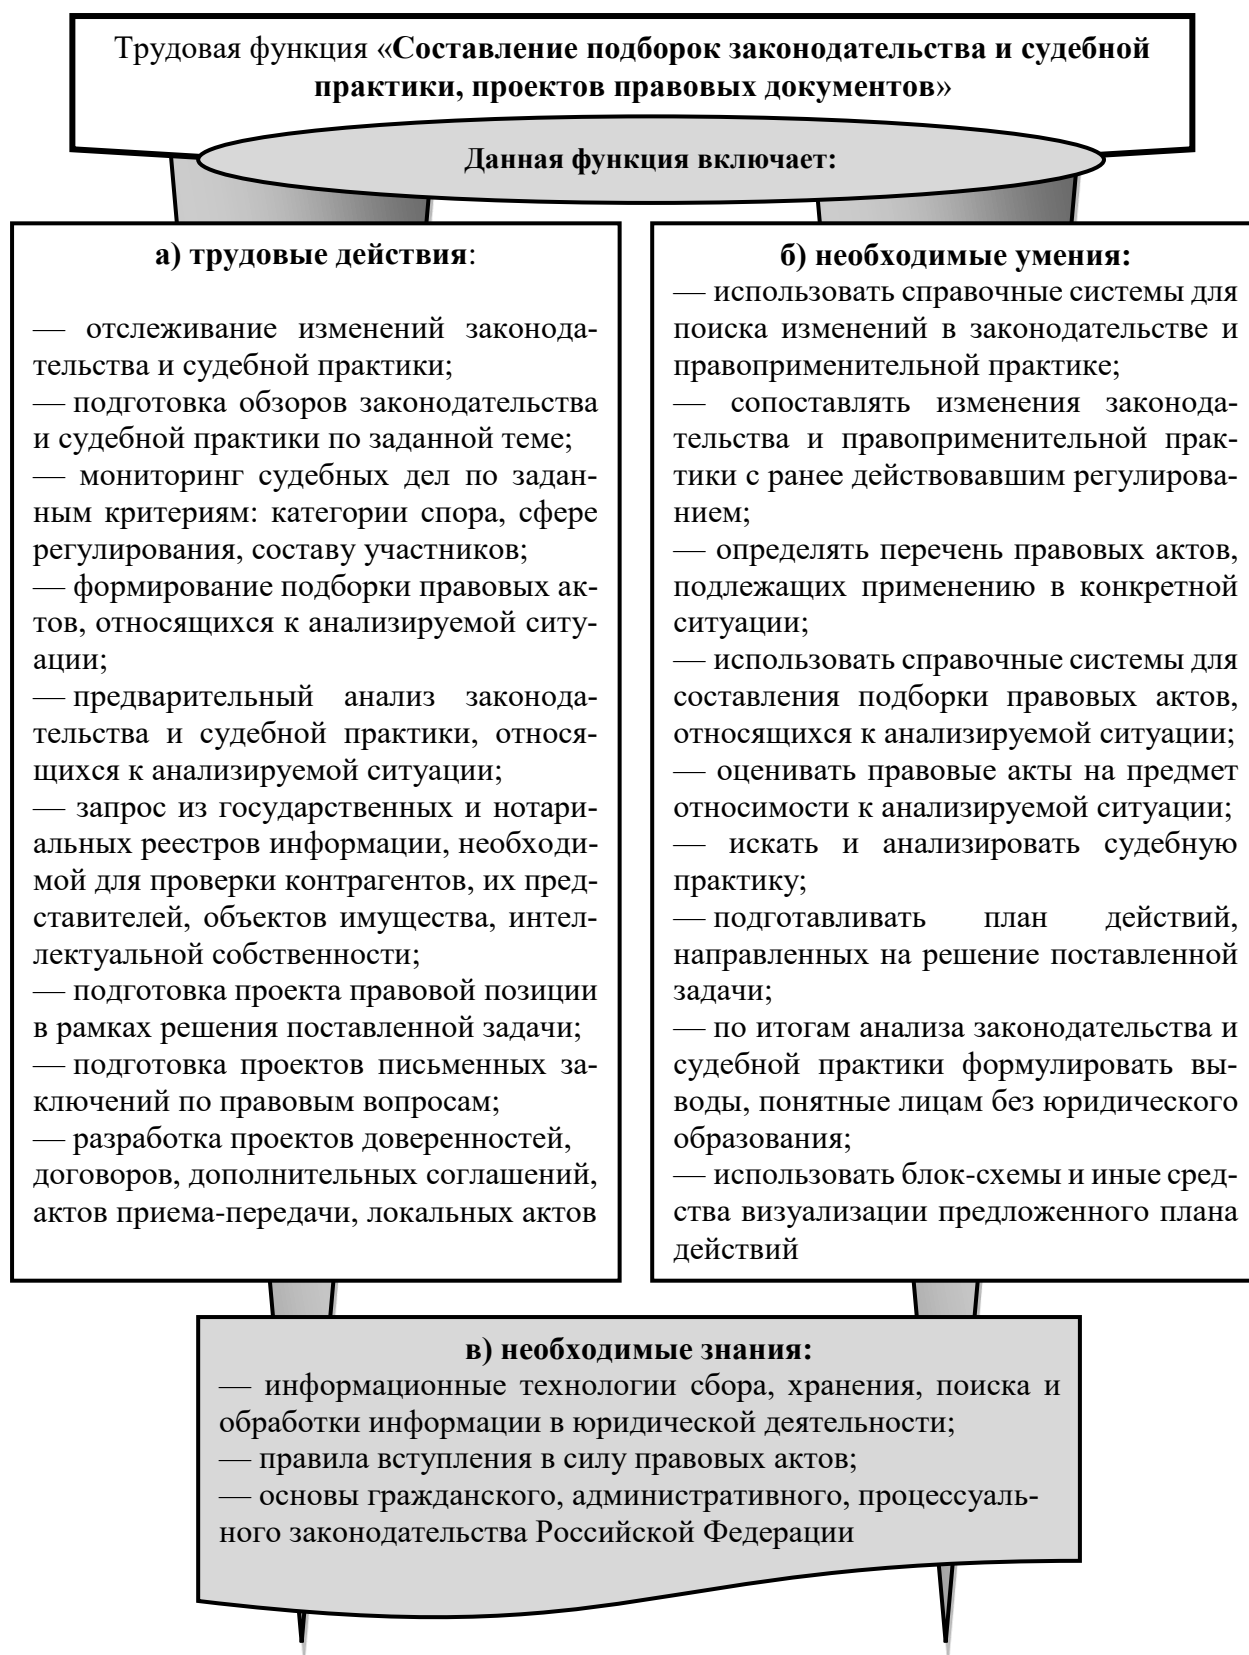 Трудовая функция «Составление подборок законодательства и судебной
практики, проектов правовых документов»
Данная функция включает:
а) трудовые действия:
— отслеживание изменений законода-
тельства и судебной практики;
— подготовка обзоров законодательства
и судебной практики по заданной теме;
— мониторинг судебных дел по задан-
ным критериям: категории спора, сфере
регулирования, составу участников;
— формирование подборки правовых ак-
тов, относящихся к анализируемой ситу-
ации;
— предварительный анализ законода-
тельства и судебной практики, относя-
щихся к анализируемой ситуации;
— запрос из государственных и нотари-
альных реестров информации, необходи-
мой для проверки контрагентов, их пред-
ставителей, объектов имущества, интел-
лектуальной собственности;
— подготовка проекта правовой позиции
в рамках решения поставленной задачи;
— подготовка проектов письменных за-
ключений по правовым вопросам;
— разработка проектов доверенностей,
договоров, дополнительных соглашений,
актов приема-передачи, локальных актов
б) необходимые умения:
— использовать справочные системы для
поиска изменений в законодательстве и
правоприменительной практике;
— сопоставлять изменения законода-
тельства и правоприменительной прак-
тики с ранее действовавшим регулирова-
нием;
— определять перечень правовых актов,
подлежащих применению в конкретной
ситуации;
— использовать справочные системы для
составления подборки правовых актов,
относящихся к анализируемой ситуации;
— оценивать правовые акты на предмет
относимости к анализируемой ситуации;
— искать и анализировать судебную
практику;
— подготавливать план действий,
направленных на решение поставленной
задачи;
— по итогам анализа законодательства и
судебной практики формулировать вы-
воды, понятные лицам без юридического
образования;
— использовать блок-схемы и иные сред-
ства визуализации предложенного плана
действий
в) необходимые знания:
— информационные технологии сбора, хранения, поиска и
обработки информации в юридической деятельности;
— правила вступления в силу правовых актов;
— основы гражданского, административного, процессуаль-
ного законодательства Российской Федерации